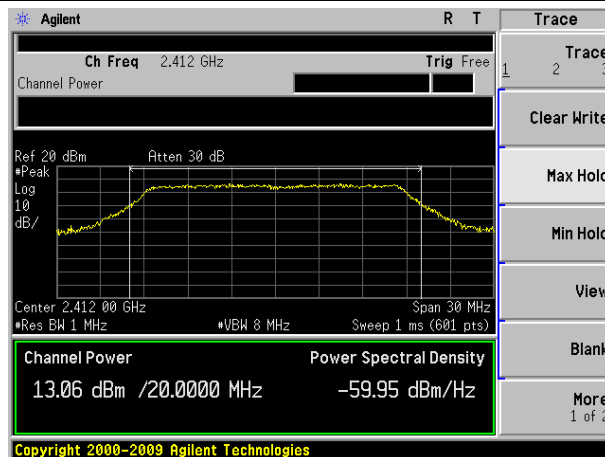 Agilent R T Trace
Ch Freq 2.412 GHz Trig Free
Channel Power
Trace
1 2 3
Clear Write
Max Hold
Min Hold
View
Blank
More
1 of 2
Ref 20 dBm Atten 30 dB
#Peak
Log
10
dB/
Center 2.412 00 GHz Span 30 MHz
#Res BW 1 MHz #VBW 8 MHz Sweep 1 ms (601 pts)
Channel Power Power Spectral Density
13.06 dBm /20.0000 MHz -59.95 dBm/Hz
Copyright 2000-2009 Agilent Technologies